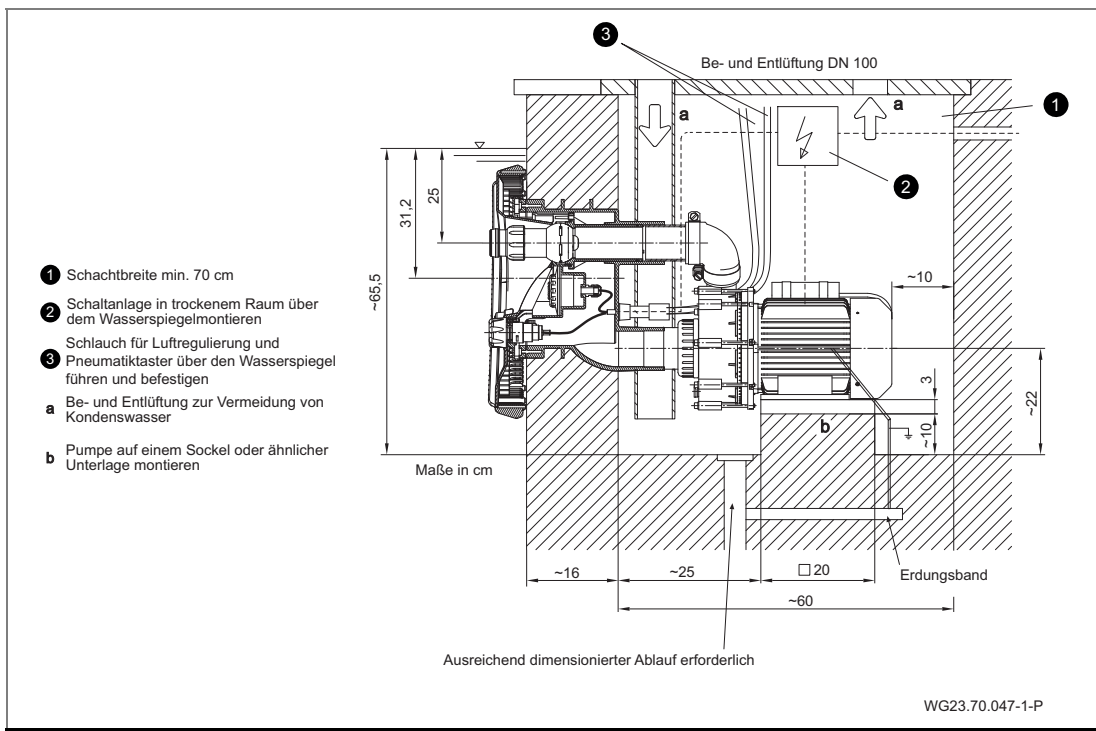 3
Be- und Entlüftung DN 100
a
a
1
2
31,2
25
~65,5
~10
3
~22
~10
b
1 Schachtbreite min. 70 cm
2 Schaltanlage in trockenem Raum über
dem Wasserspiegelmontieren
3 Schlauch für Luftregulierung und
Pneumatiktaster über den Wasserspiegel
führen und befestigen
a Be- und Entlüftung zur Vermeidung von
Kondenswasser
b Pumpe auf einem Sockel oder ähnlicher
Unterlage montieren
Maße in cm
~16
~25
20
Erdungsband
~60
Ausreichend dimensionierter Ablauf erforderlich
WG23.70.047-1-P